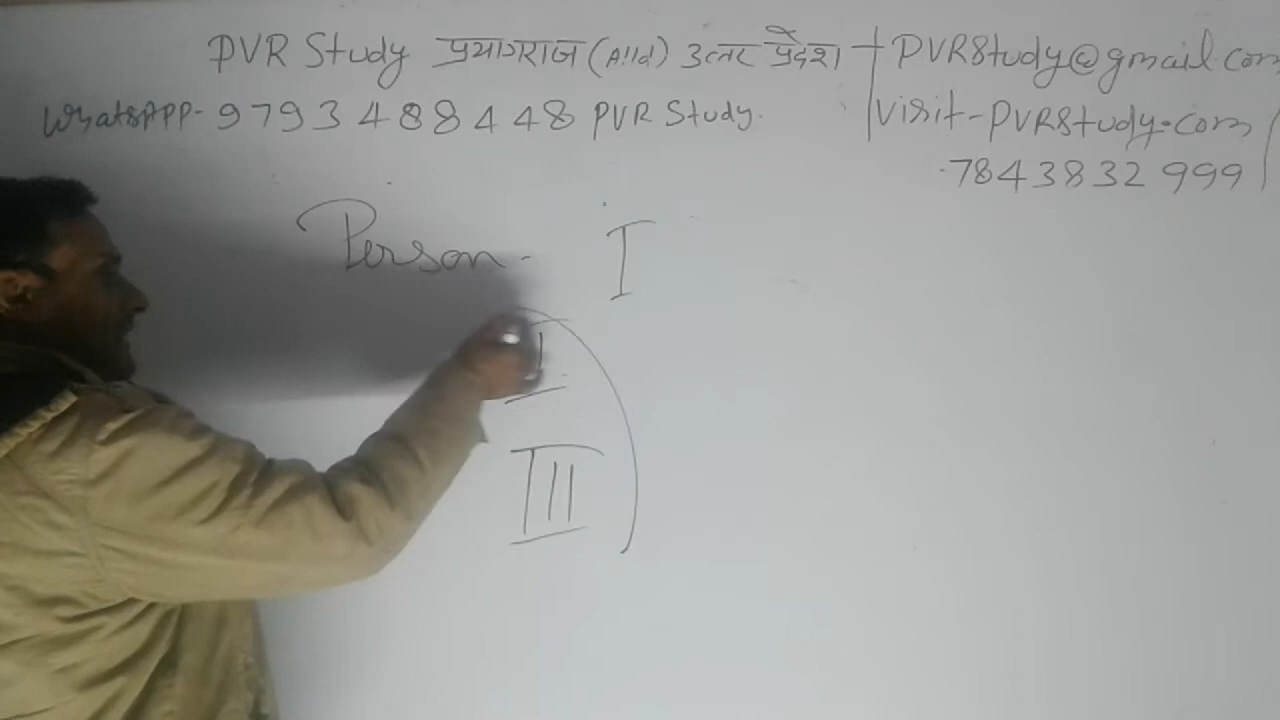 PVR Study प्रयागराज (Alld) उत्तर प्रदेश
PVRStudy@gmail.com
WhatsAPP- 9793488448 PVR Study.
Visit-PVRStudy.com
7843832999
Person- I
III